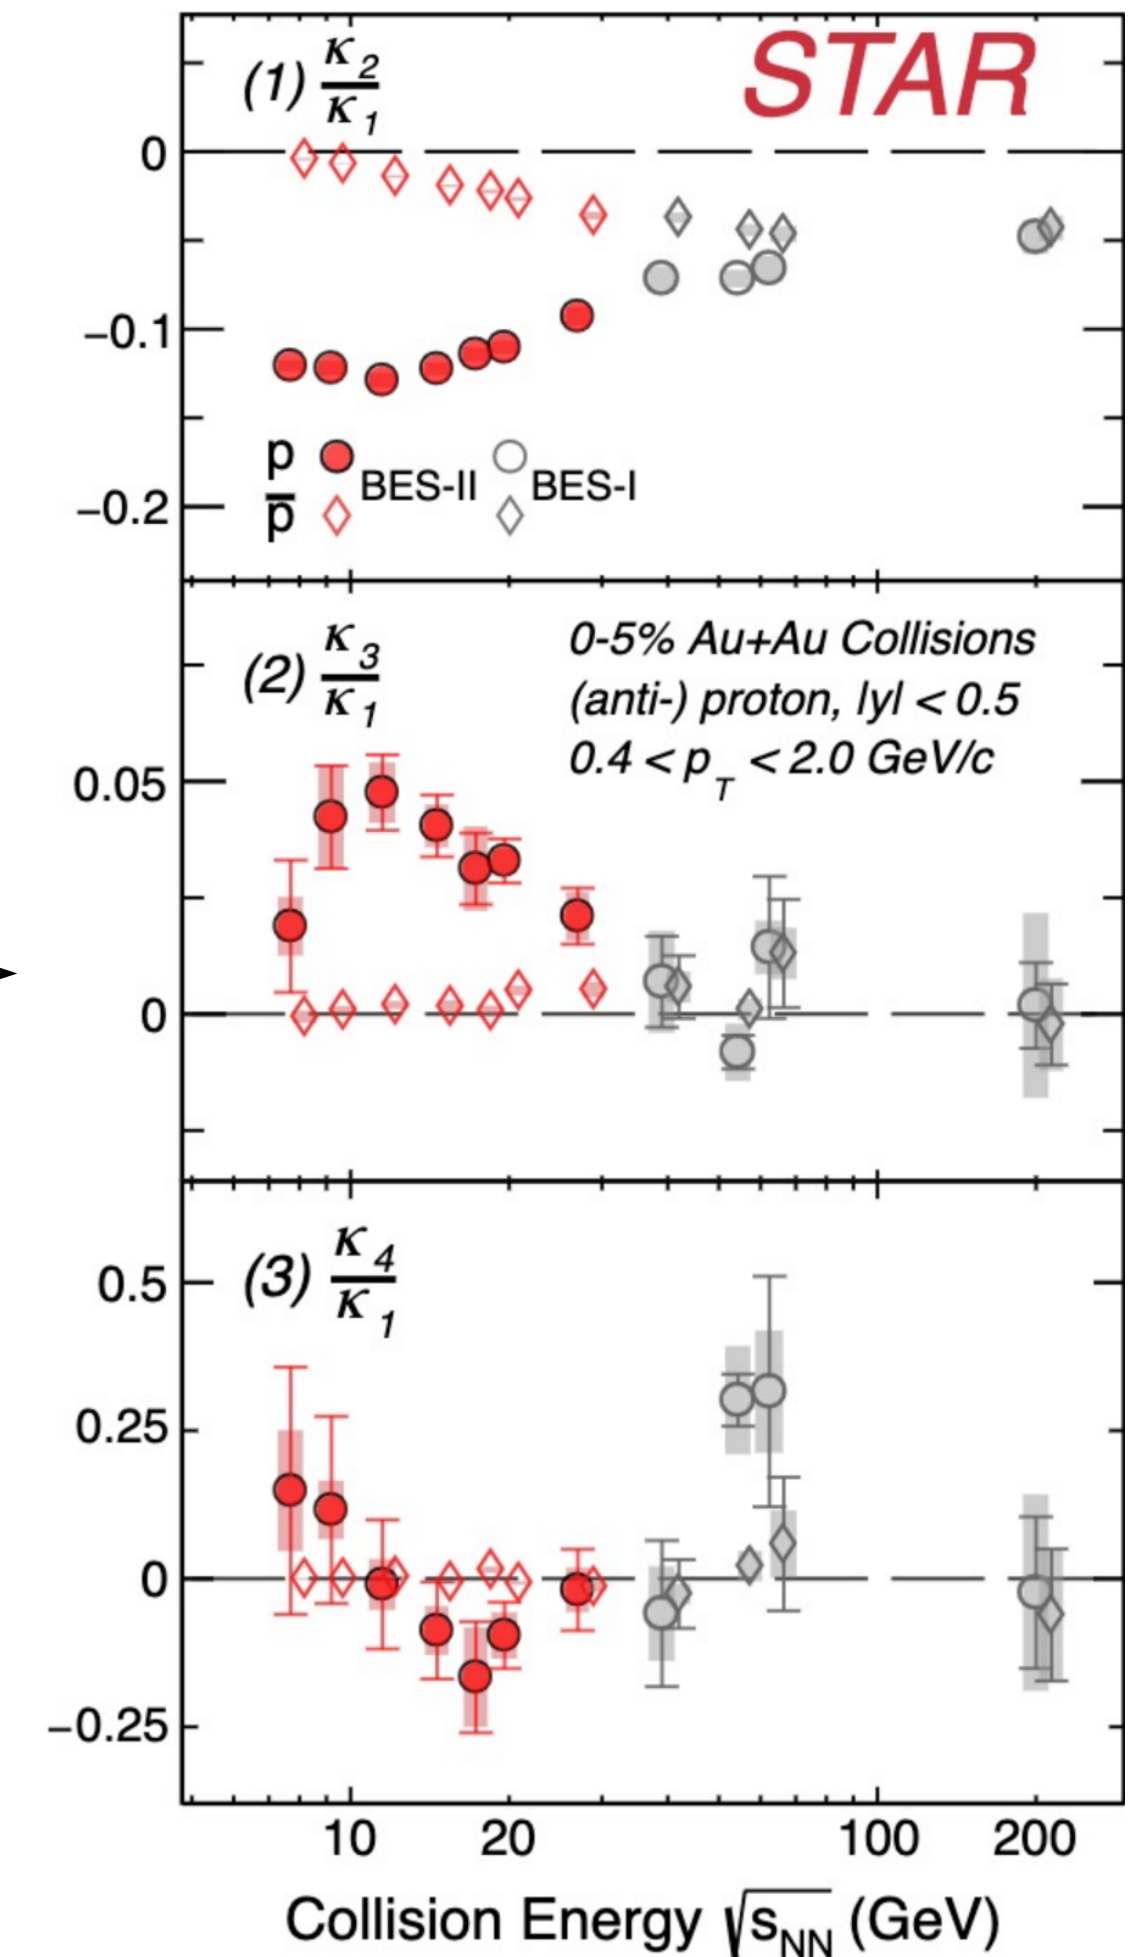 (1) κ2/κ1
STAR
0
−0.1
−0.2
p
p̅
BES-II
BES-I
(2) κ3/κ1
0-5% Au+Au Collisions
(anti-) proton, |y| < 0.5
0.4 < pT < 2.0 GeV/c
0.05
0
(3) κ4/κ1
0.5
0.25
0
−0.25
10 20 100 200
Collision Energy √sNN (GeV)